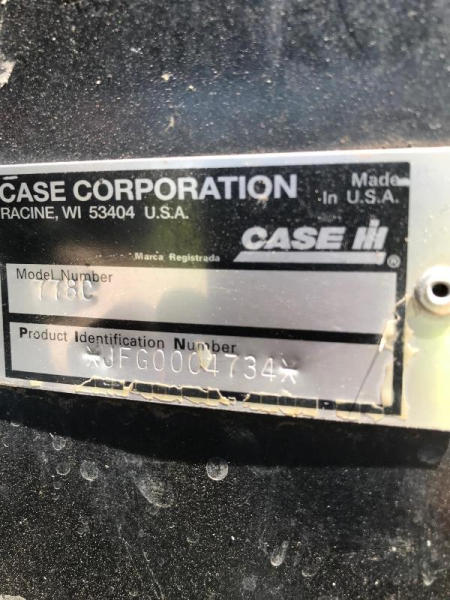 CASE CORPORATION
RACINE, WI 53404 U.S.A.
Made
In U.S.A.
CASE IH
®
Marca Registrada
Model Number
778C
Product Identification Number
*JFG0004734*